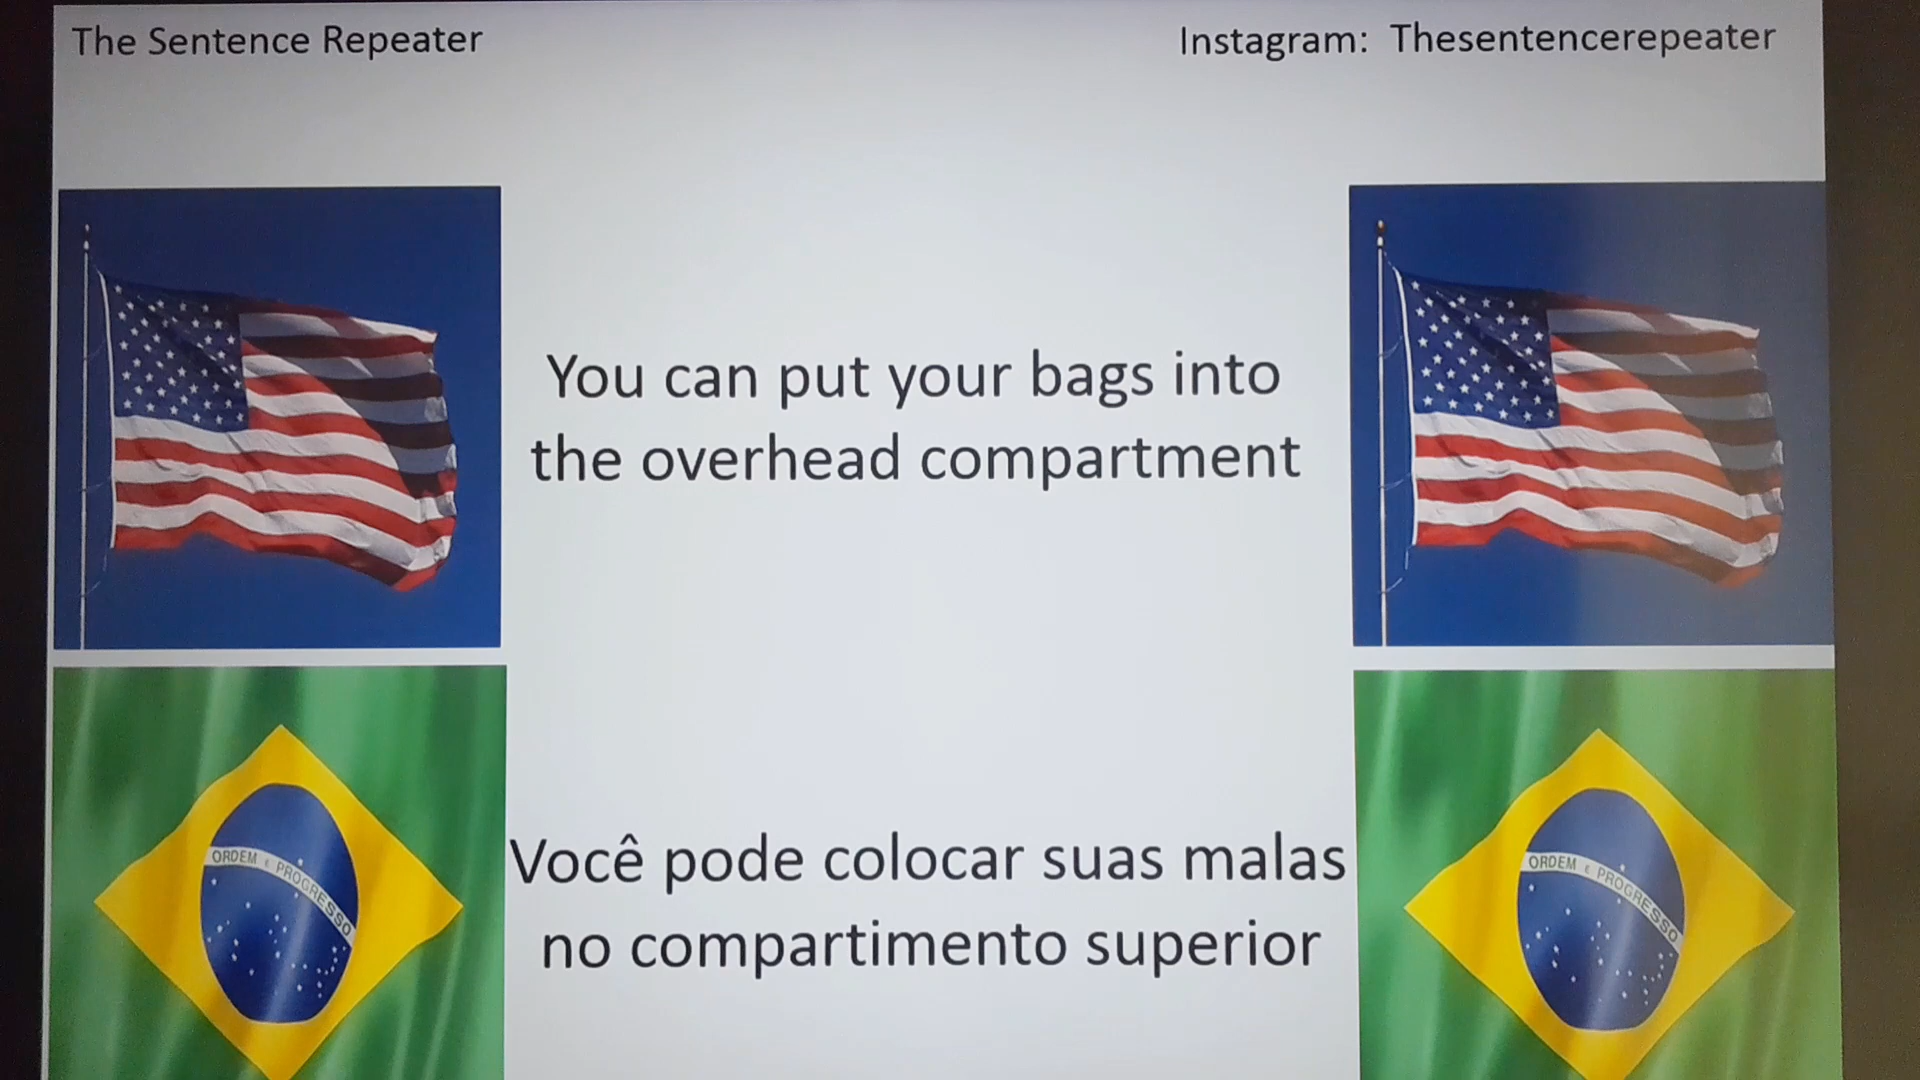 The Sentence Repeater
Instagram: Thesentencerepeater
You can put your bags into
the overhead compartment
Você pode colocar suas malas
no compartimento superior
ORDEM E PROGRESSO
ORDEM E PROGRESSO